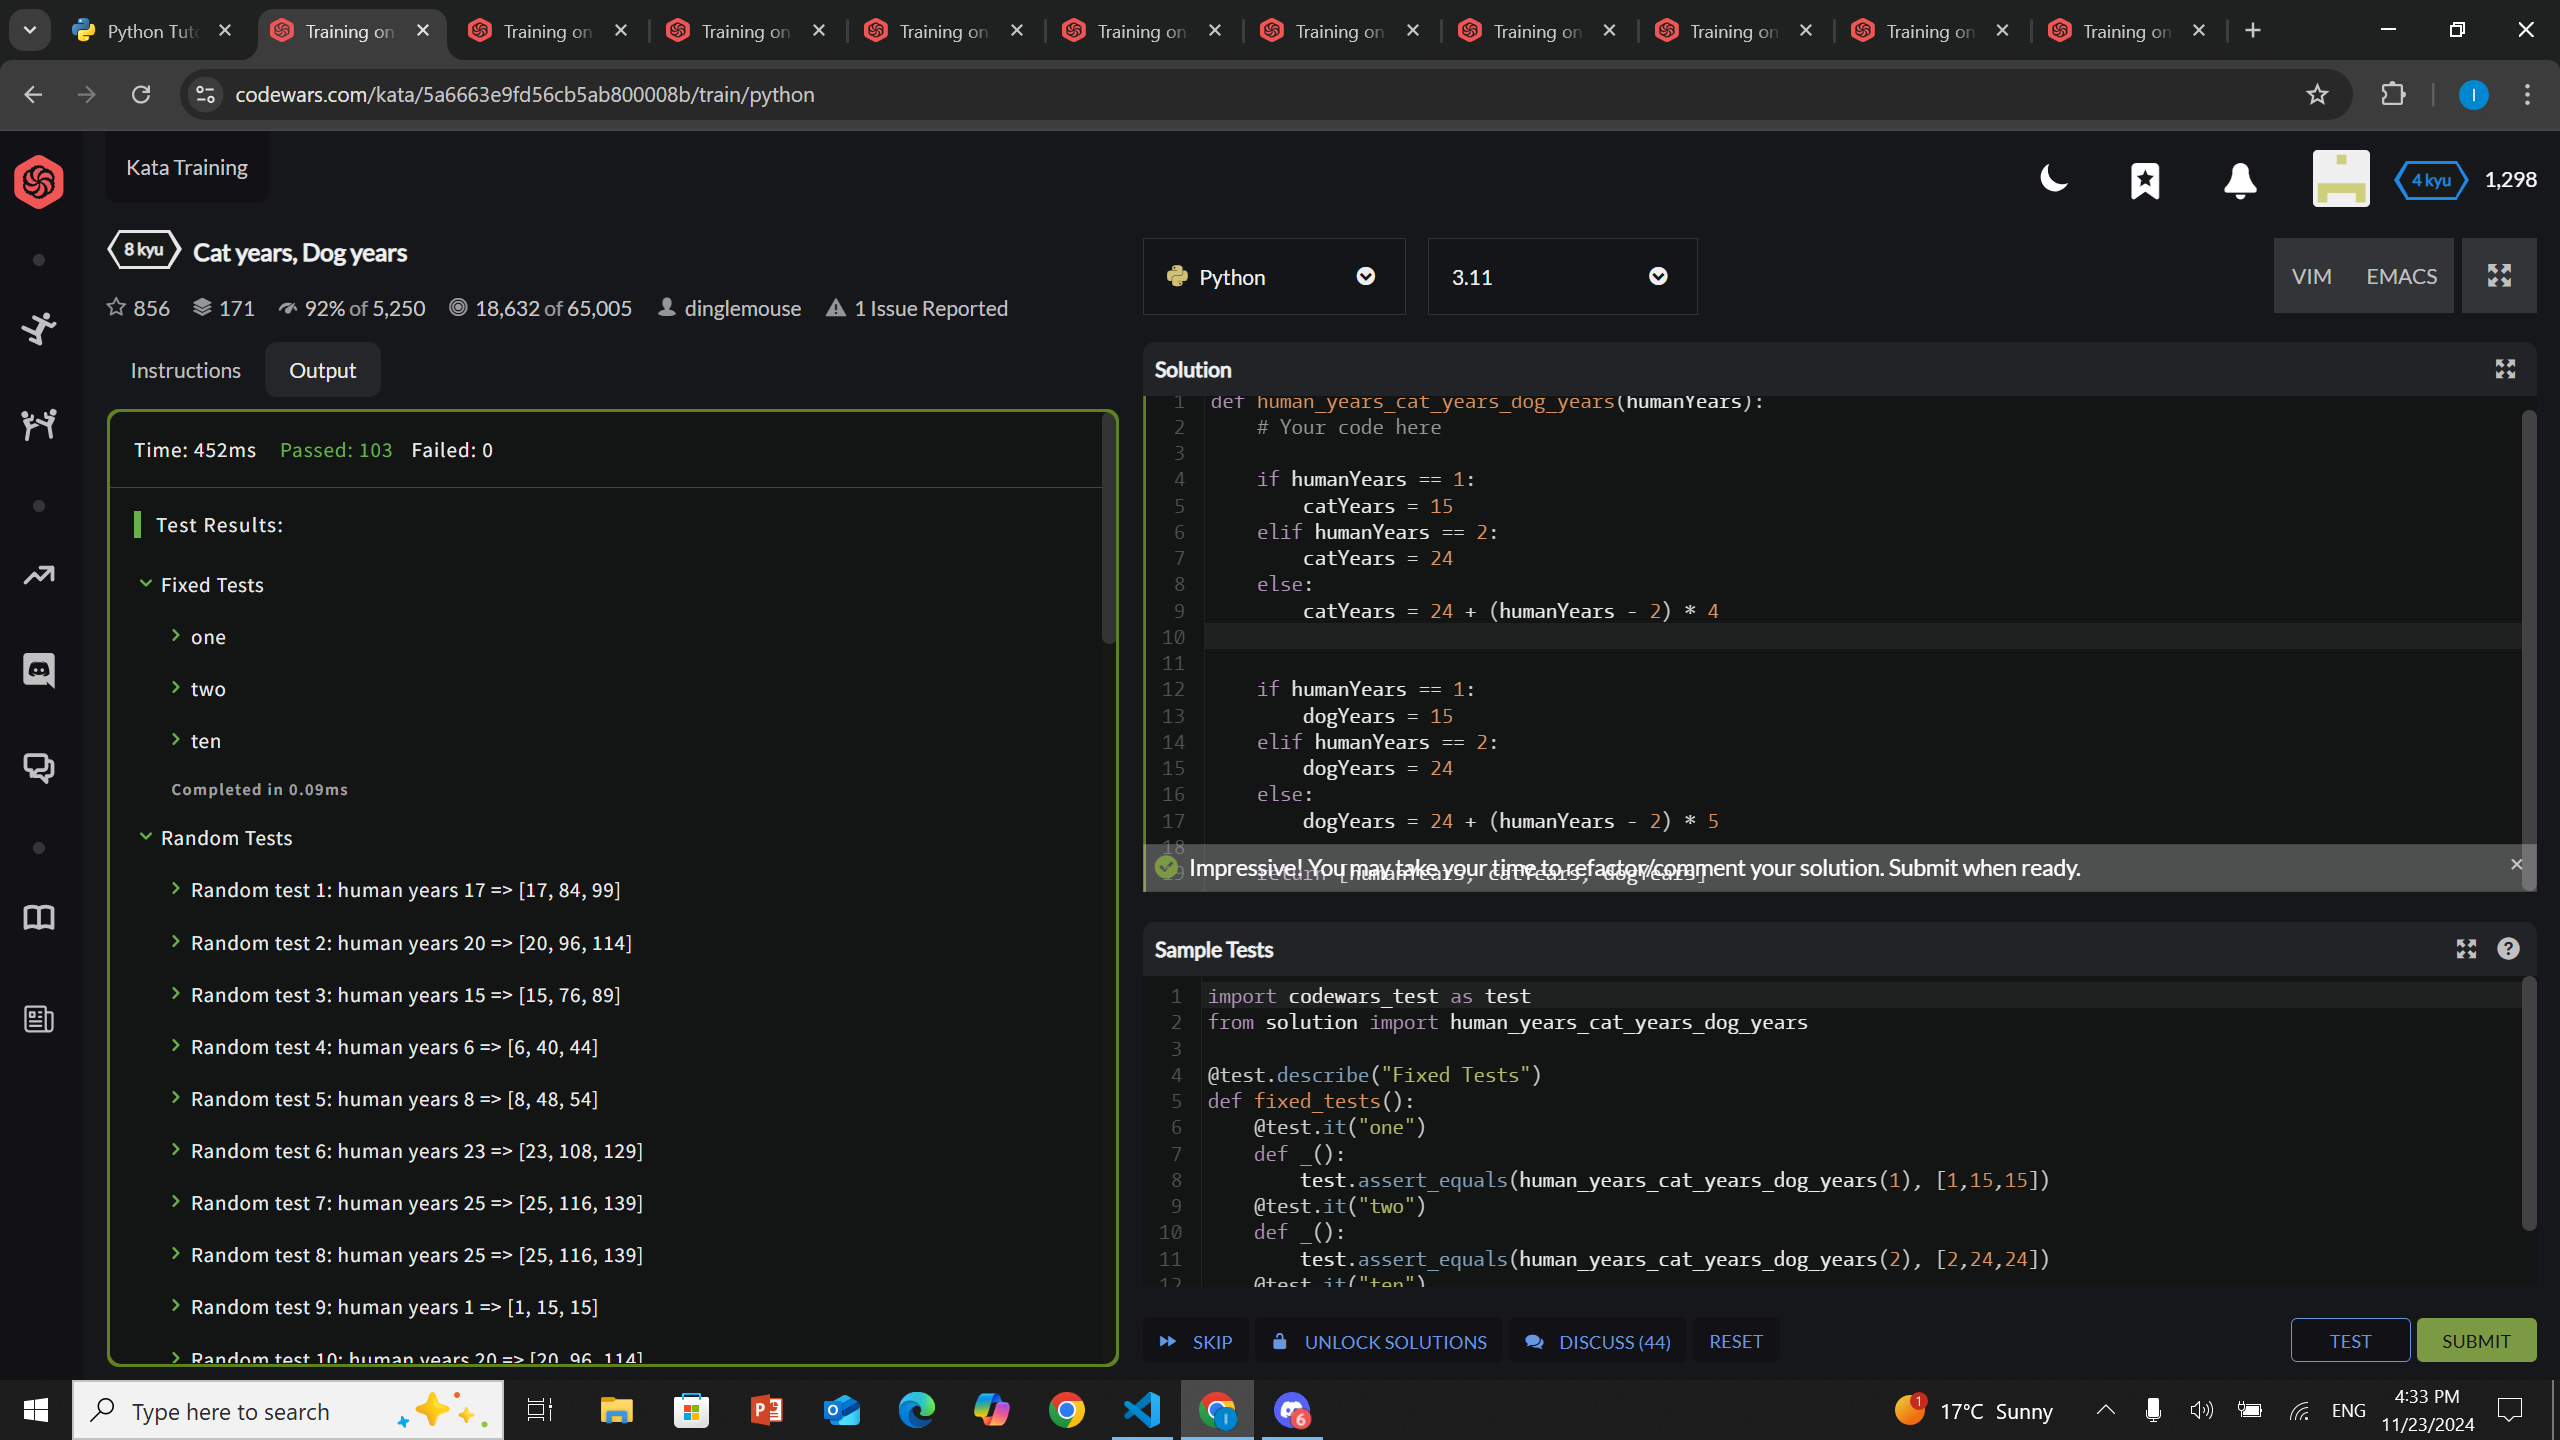 Python Tuto
Training on
Training on
Training on
Training on
Training on
Training on
Training on
Training on
Training on
Training on
codewars.com/kata/5a6663e9fd56cb5ab800008b/train/python
I
Kata Training
4 kyu
1,298
8 kyu
Cat years, Dog years
856
171
92% of 5,250
18,632 of 65,005
dinglemouse
1 Issue Reported
Python
3.11
VIM
EMACS
Instructions
Output
Time: 452ms Passed: 103 Failed: 0
Test Results:
Fixed Tests
one
two
ten
Completed in 0.09ms
Random Tests
Random test 1: human years 17 => [17, 84, 99]
Random test 2: human years 20 => [20, 96, 114]
Random test 3: human years 15 => [15, 76, 89]
Random test 4: human years 6 => [6, 40, 44]
Random test 5: human years 8 => [8, 48, 54]
Random test 6: human years 23 => [23, 108, 129]
Random test 7: human years 25 => [25, 116, 139]
Random test 8: human years 25 => [25, 116, 139]
Random test 9: human years 1 => [1, 15, 15]
Random test 10: human years 20 => [20, 96, 114]
Solution
1 def human_years_cat_years_dog_years(humanYears):
2     # Your code here
3
4     if humanYears == 1:
5         catYears = 15
6     elif humanYears == 2:
7         catYears = 24
8     else:
9         catYears = 24 + (humanYears - 2) * 4
10
11
12     if humanYears == 1:
13         dogYears = 15
14     elif humanYears == 2:
15         dogYears = 24
16     else:
17         dogYears = 24 + (humanYears - 2) * 5
18
19     return [humanYears, catYears, dogYears]
Impressive! You may take your time to refactor/comment your solution. Submit when ready.
Sample Tests
1 import codewars_test as test
2 from solution import human_years_cat_years_dog_years
3
4 @test.describe("Fixed Tests")
5 def fixed_tests():
6     @test.it("one")
7     def _():
8         test.assert_equals(human_years_cat_years_dog_years(1), [1,15,15])
9     @test.it("two")
10     def _():
11         test.assert_equals(human_years_cat_years_dog_years(2), [2,24,24])
12     @test.it("ten")
SKIP
UNLOCK SOLUTIONS
DISCUSS (44)
RESET
TEST
SUBMIT
Type here to search
6
1
17°C Sunny
ENG
4:33 PM
11/23/2024